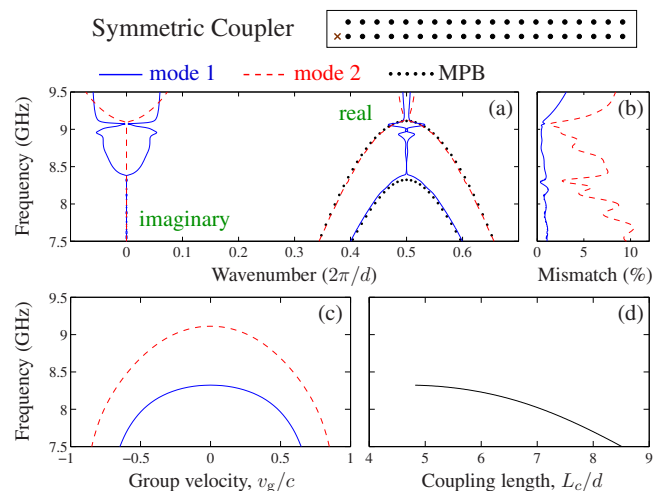 Symmetric Coupler
mode 1 mode 2 MPB
9.5
9
8.5
8
7.5
Frequency (GHz)
real
imaginary
(a)
0 0.1 0.2 0.3 0.4 0.5 0.6
Wavenumber (2π/d)
(b)
0 5 10
Mismatch (%)
9.5
9
8.5
8
7.5
Frequency (GHz)
(c)
−1 −0.5 0 0.5 1
Group velocity, v_g/c
(d)
4 5 6 7 8 9
Coupling length, L_c/d